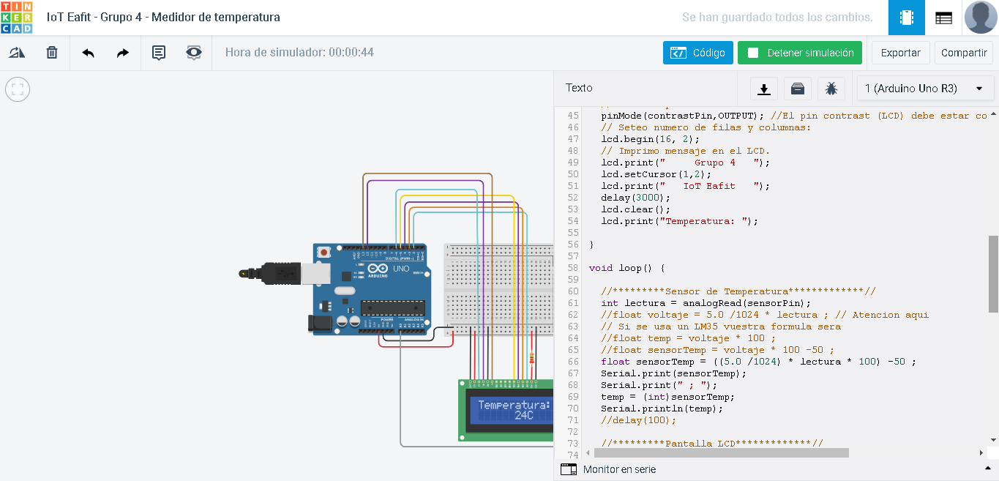 TIN
KER
CAD
IoT Eafit - Grupo 4 - Medidor de temperatura
Se han guardado todos los cambios.
Hora de simulador: 00:00:44
Código
Detener simulación
Exportar
Compartir
Texto
1 (Arduino Uno R3)
45 pinMode(contrastPin,OUTPUT); //El pin contrast (LCD) debe estar co
46 // Seteo numero de filas y columnas:
47 lcd.begin(16, 2);
48 // Imprimo mensaje en el LCD.
49 lcd.print("     Grupo 4   ");
50 lcd.setCursor(1,2);
51 lcd.print("   IoT Eafit   ");
52 delay(3000);
53 lcd.clear();
54 lcd.print("Temperatura: ");
55
56 }
57
58 void loop() {
59
60 //*********Sensor de Temperatura*************//
61 int lectura = analogRead(sensorPin);
62 //float voltaje = 5.0 /1024 * lectura ; // Atencion aqui
63 // Si se usa un LM35 vuestra formula sera
64 //float temp = voltaje * 100 ;
65 //float sensorTemp = voltaje * 100 -50 ;
66 float sensorTemp = ((5.0 /1024) * lectura * 100) -50 ;
67 Serial.print(sensorTemp);
68 Serial.print(" ; ");
69 temp = (int)sensorTemp;
70 Serial.println(temp);
71 //delay(100);
72
73 //*********Pantalla LCD*************//
74
Monitor en serie
DIGITAL (PWM~)
UNO
ARDUINO
POWER
ANALOG IN
Temperatura:
24C